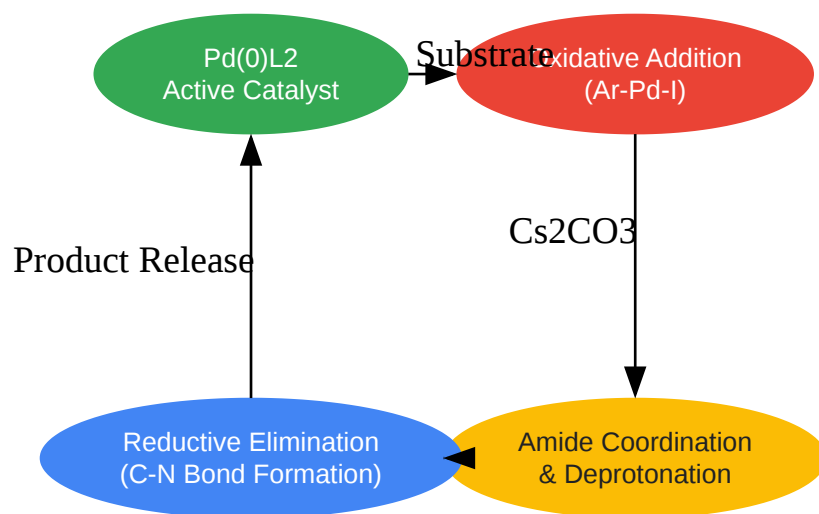 Pd(0)L2
Active Catalyst
Substrate
Oxidative Addition
(Ar-Pd-I)
Cs2CO3
Product Release
Reductive Elimination
(C-N Bond Formation)
Amide Coordination
& Deprotonation